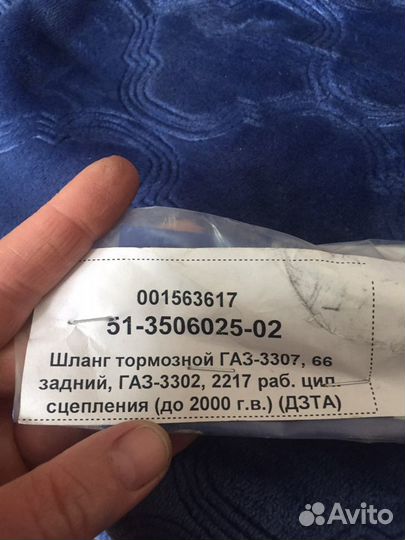 001563617
51-3506025-02
Шланг тормозной ГАЗ-3307, 66
задний, ГАЗ-3302, 2217 раб. цил.
сцепления (до 2000 г.в.) (ДЗТА)
Avito